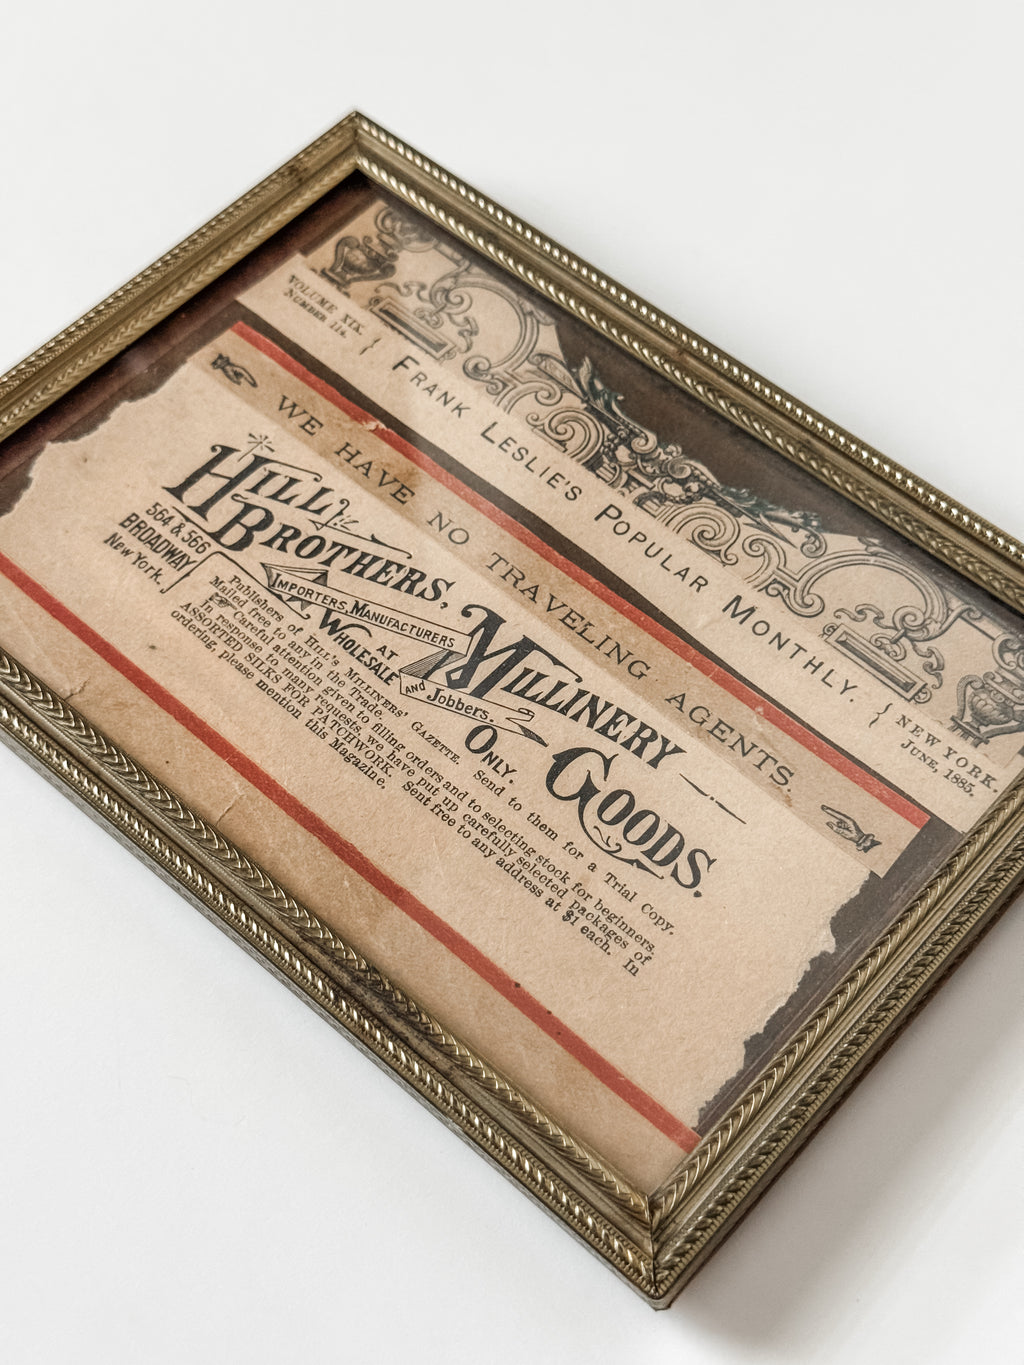 VOLUME XIX.
NUMBER 114.
FRANK LESLIE'S POPULAR MONTHLY.
NEW YORK.
JUNE, 1885.
WE HAVE NO TRAVELING AGENTS.
HILL
BROTHERS,
564 & 566
BROADWAY
New York.
IMPORTERS, MANUFACTURERS
and Jobbers.
MILLINERY
GOODS.
AT
WHOLESALE
ONLY.
Publishers of HILL'S MILLINERS' GAZETTE. Send to them for a Trial Copy.
Mailed free to any in the Trade.
Careful attention given to filling orders and to selecting stock for beginners.
In response to many requests, we have put up carefully selected packages of
ASSORTED SILKS FOR PATCHWORK. Sent free to any address at $1 each. In
ordering, please mention this Magazine.